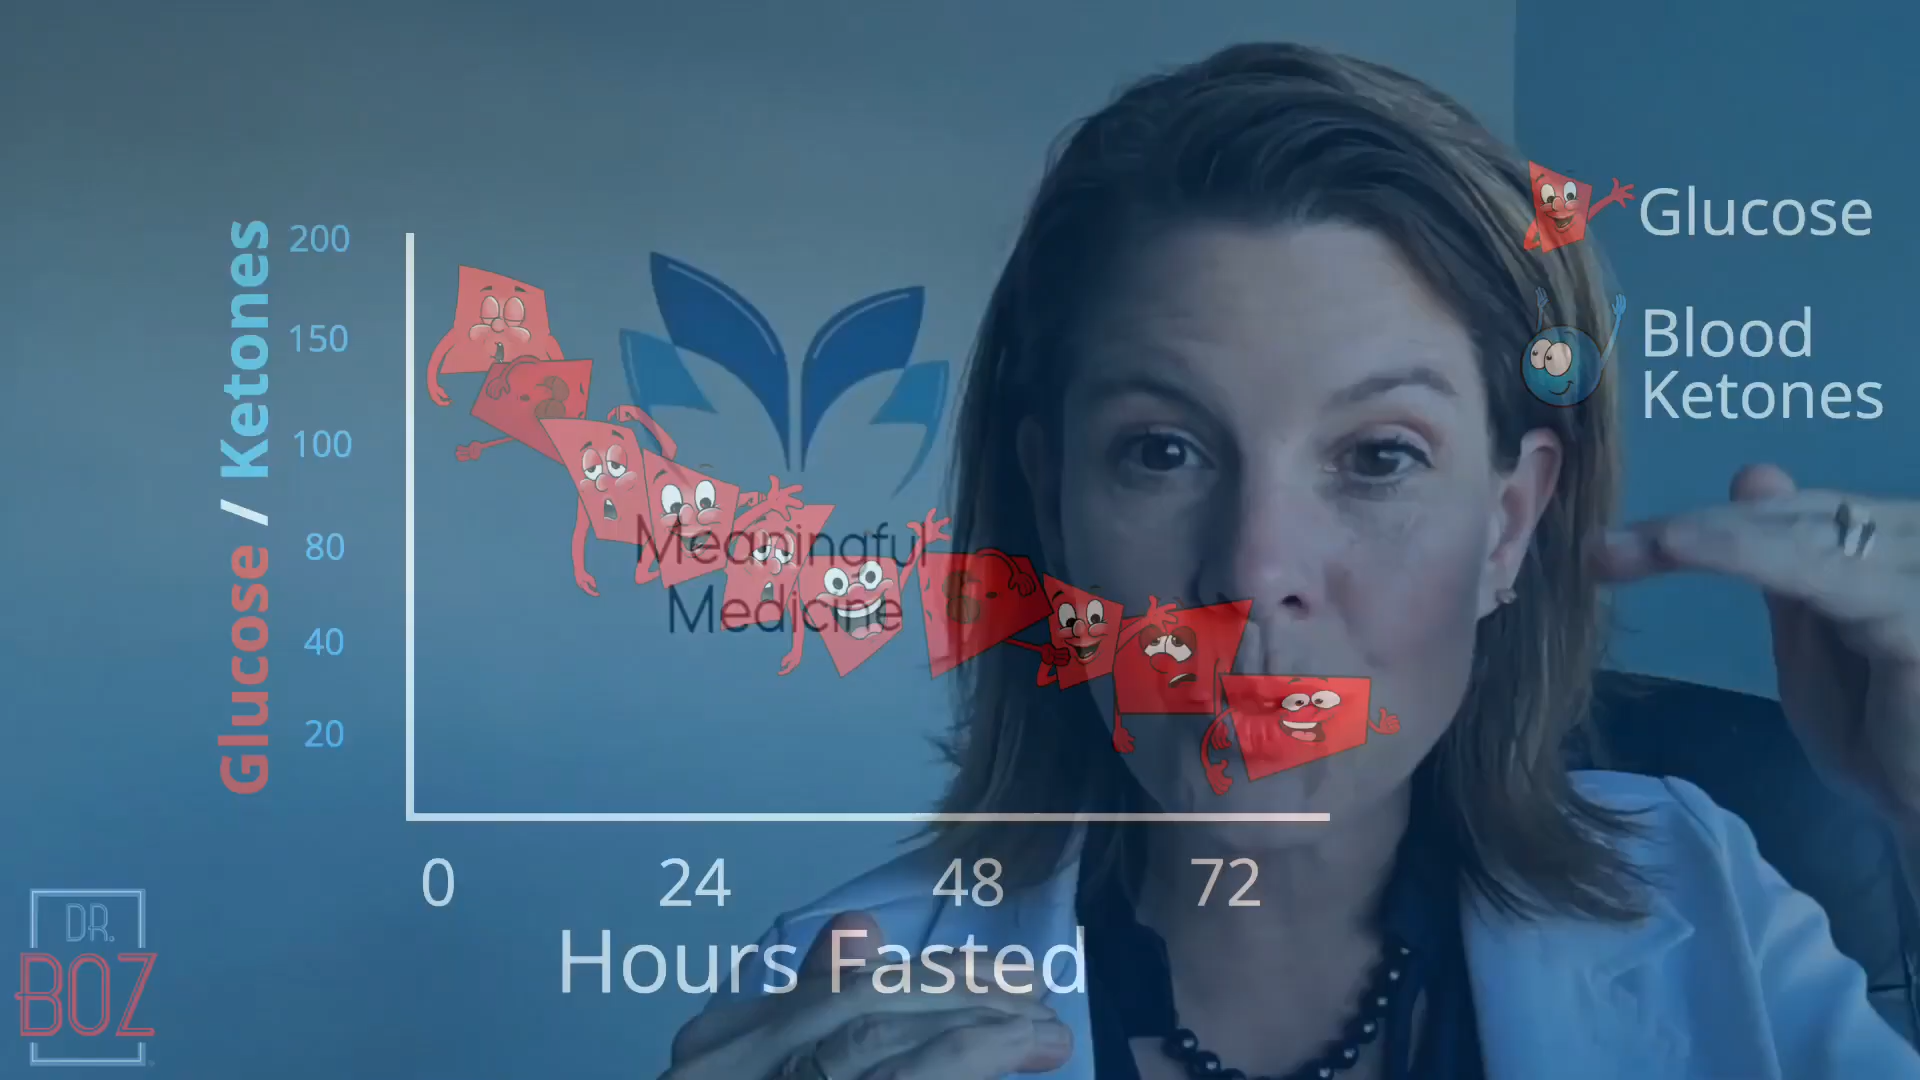 Glucose / Ketones
200
150
100
80
40
20
0 24 48 72
Hours Fasted
Glucose
Blood
Ketones
Meaningful
Medicine
DR.
BOZ